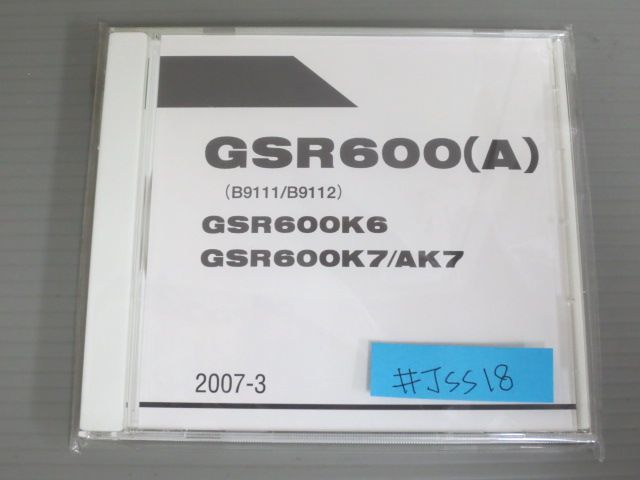 GSR600(A)
(B9111/B9112)
GSR600K6
GSR600K7/AK7
2007-3
#JSS18